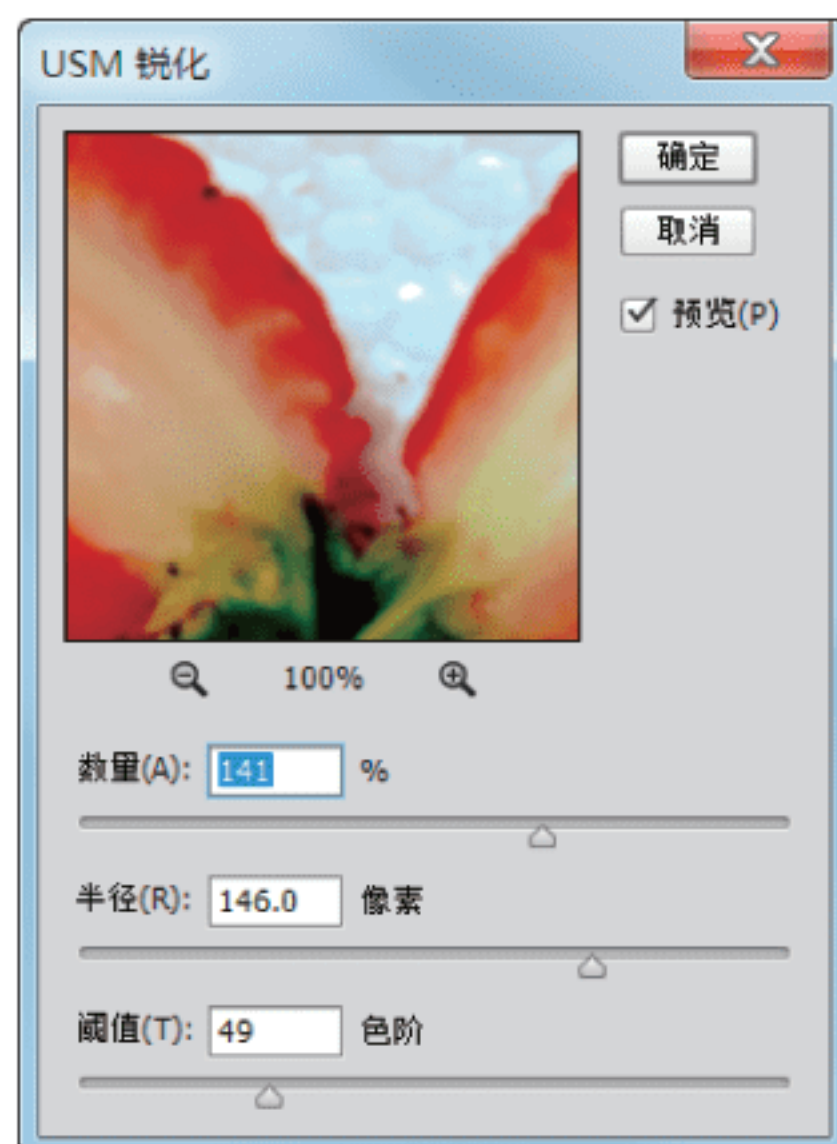 USM 锐化
确定
取消
预览(P)
100%
数量(A): 141 %
半径(R): 146.0 像素
阈值(T): 49 色阶